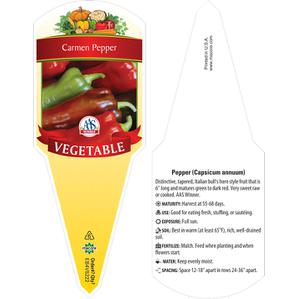 Carmen Pepper
AAS
WINNER
VEGETABLE
Printed in U.S.A.
Pepper (Capsicum annuum)
Distinctive, tapered, Italian bull's horn style fruit that is
6" long and matures green to dark red. Very sweet raw
or cooked. AAS Winner.
MATURITY: Harvest at 55-68 days.
USE: Good for eating fresh, stuffing, or sautéing.
EXPOSURE: Full sun.
SOIL: Best in warm (at least 65°F), rich, well-drained
soil.
FERTILIZE: Mulch. Feed when planting and when
flowers start.
WATER: Keep evenly moist.
SPACING: Space 12-18" apart in rows 24-36" apart.